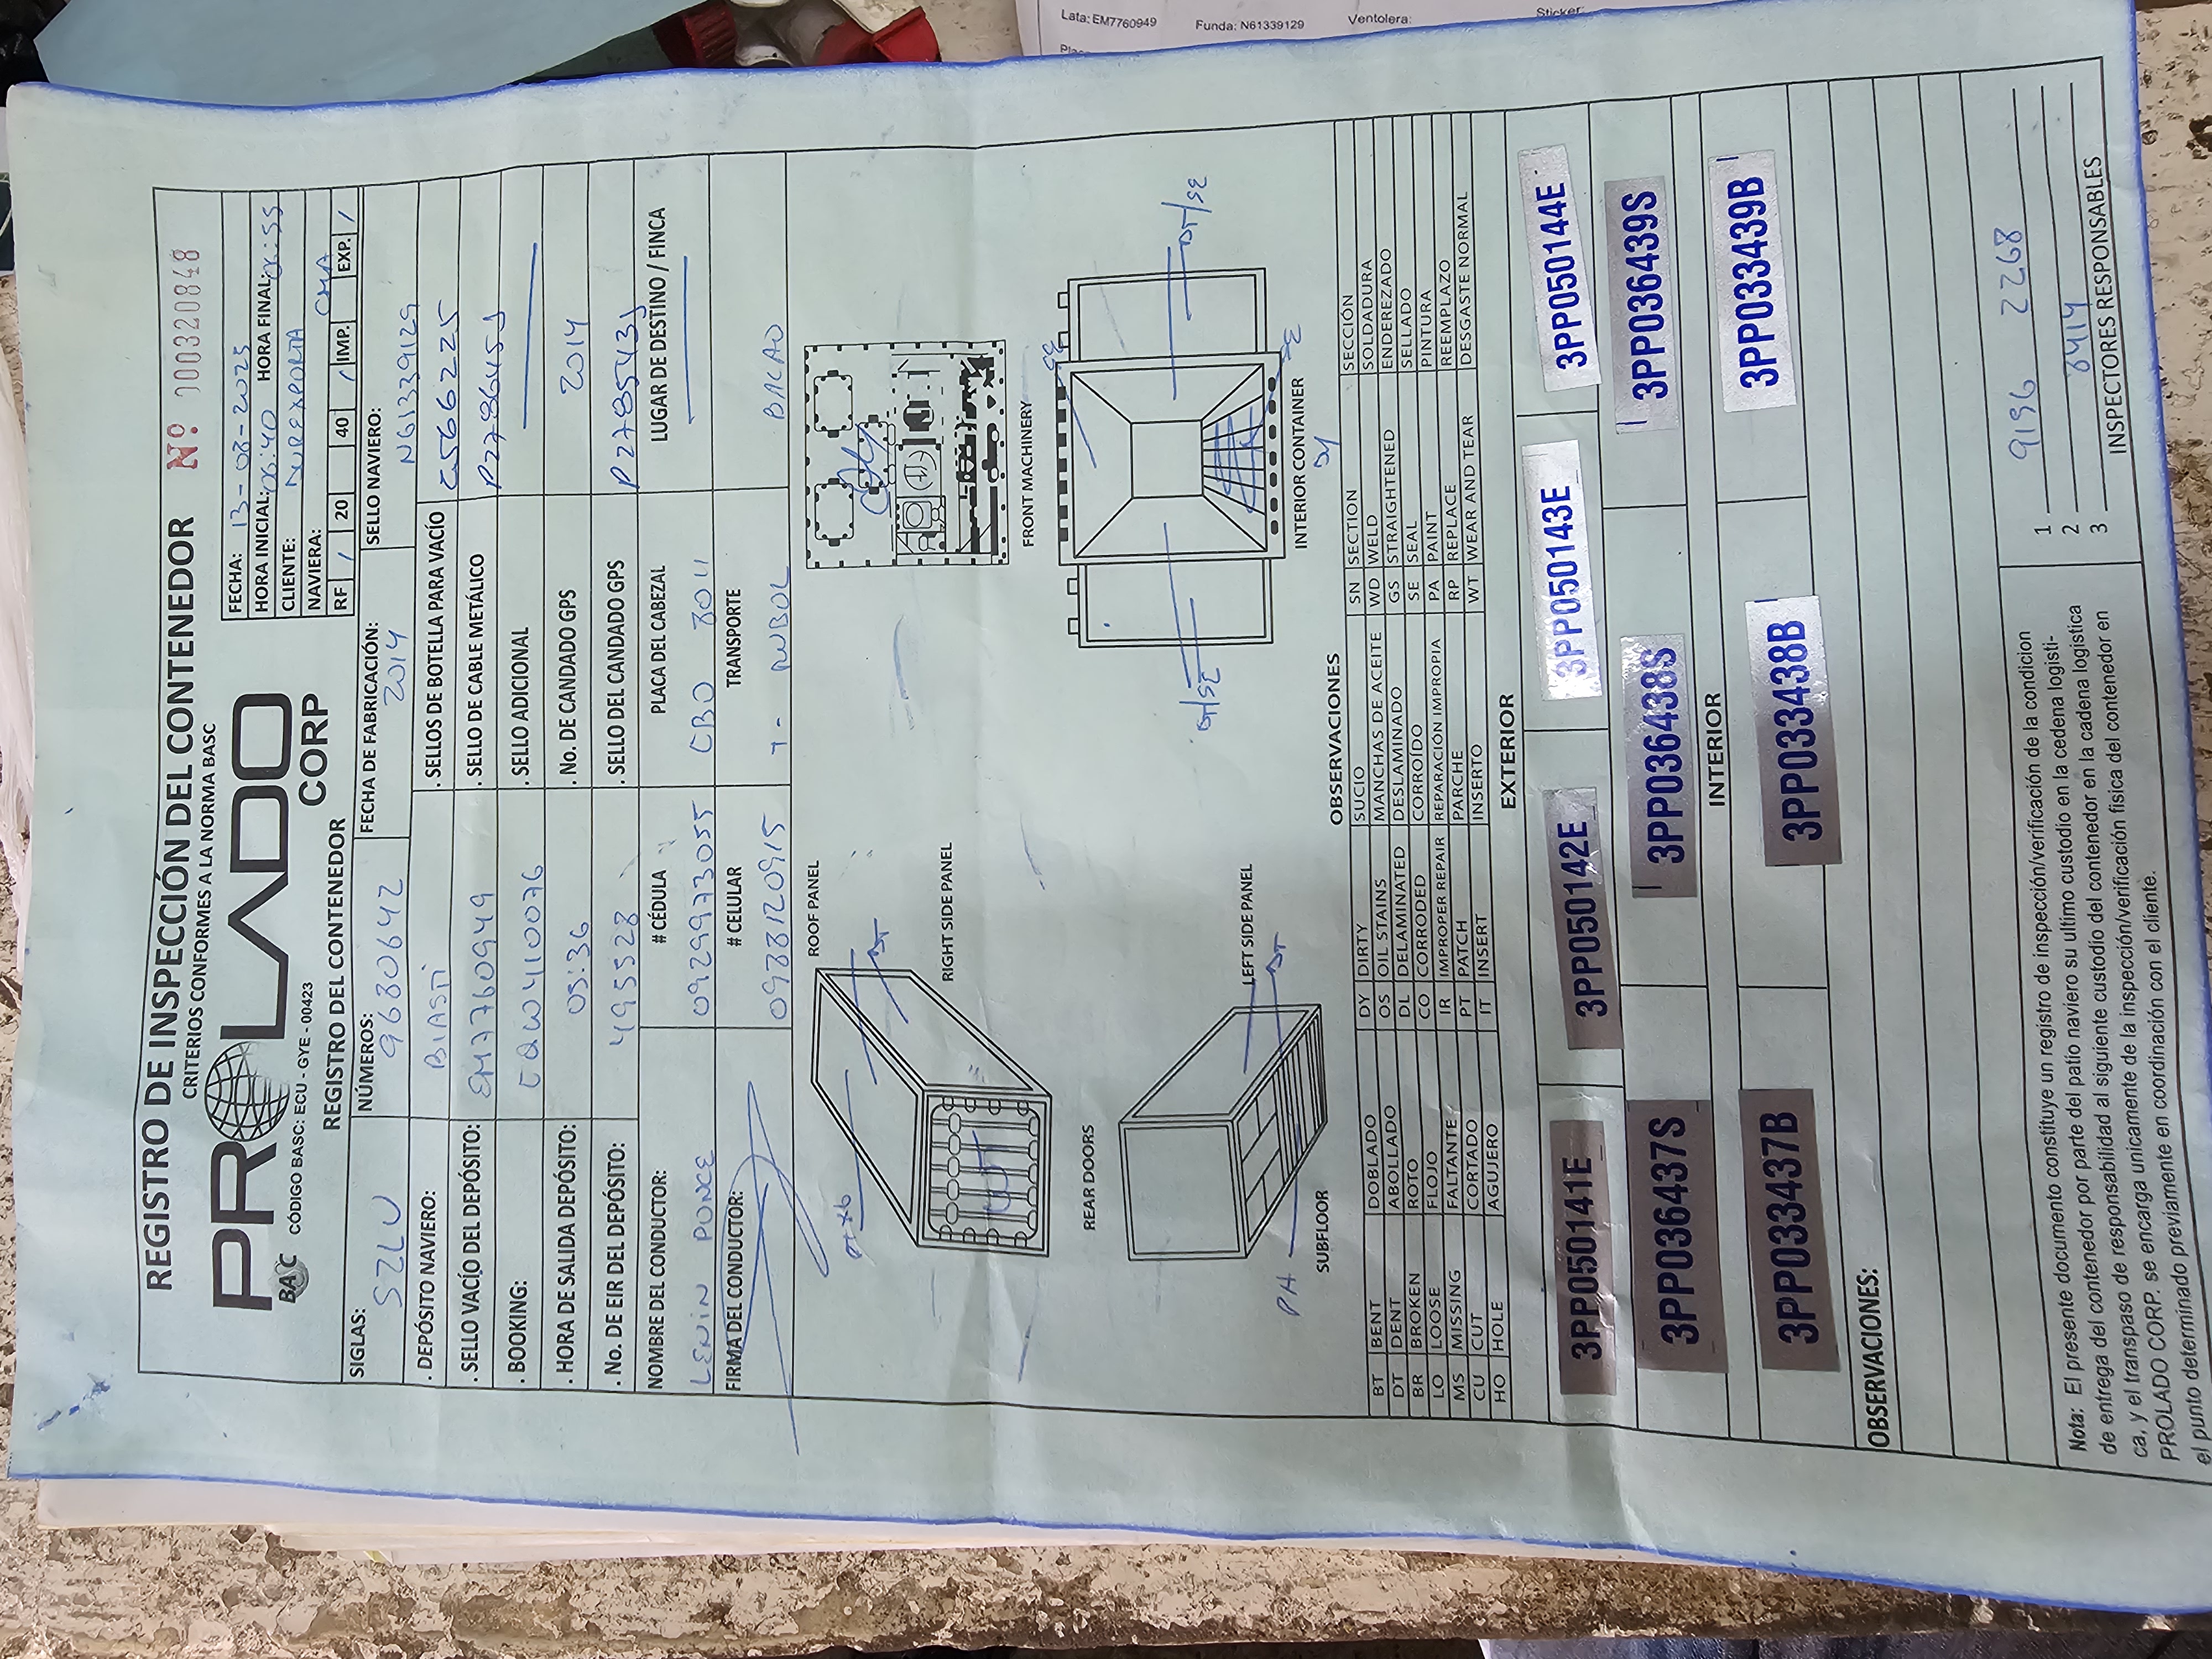 REGISTRO DE INSPECCIÓN DEL CONTENEDOR Nº 000320848
CRITERIOS CONFORMES A LA NORMA BASC
PROLADO
CORP
BASC
CÓDIGO BASC: ECU - GYE - 00423
FECHA: 13-08-2025
HORA INICIAL: 06:40 HORA FINAL: 06:55
CLIENTE: DUREXPORTA
NAVIERA: CMA
RF / 20 40 / IMP. EXP. /
REGISTRO DEL CONTENEDOR
SIGLAS: SZLU NÚMEROS: 9680642 FECHA DE FABRICACIÓN: 2014 SELLO NAVIERO: N61339129
. DEPÓSITO NAVIERO: BLASTI . SELLOS DE BOTELLA PARA VACÍO C566225
. SELLO VACÍO DEL DEPÓSITO: EM7760949 . SELLO DE CABLE METÁLICO P278645J
. BOOKING: EQW410076 . SELLO ADICIONAL
. HORA DE SALIDA DEPÓSITO: 05:36 . No. DE CANDADO GPS 2014
. No. DE EIR DEL DEPÓSITO: 495528 . SELLO DEL CANDADO GPS P278543J
NOMBRE DEL CONDUCTOR: # CÉDULA PLACA DEL CABEZAL LUGAR DE DESTINO / FINCA
LENIN PONCE 0929973055 CBO 8011
FIRMA DEL CONDUCTOR: # CELULAR TRANSPORTE
0988120915 T- NUBOL BALAO
ROOF PANEL
DT
RIGHT SIDE PANEL
WT
FRONT MACHINERY
REAR DOORS
SE
DT/SE DT/SE
LEFT SIDE PANEL
DT
PA
SUBFLOOR
SE
INTERIOR CONTAINER
DY
OBSERVACIONES
BT BENT DOBLADO DY DIRTY SUCIO SN SECTION SECCIÓN
DT DENT ABOLLADO OS OIL STAINS MANCHAS DE ACEITE WD WELD SOLDADURA
BR BROKEN ROTO DL DELAMINATED DESLAMINADO GS STRAIGHTENED ENDEREZADO
LO LOOSE FLOJO CO CORRODED CORROÍDO SE SEAL SELLADO
MS MISSING FALTANTE IR IMPROPER REPAIR REPARACIÓN IMPROPIA PA PAINT PINTURA
CU CUT CORTADO PT PATCH PARCHE RP REPLACE REEMPLAZO
HO HOLE AGUJERO IT INSERT INSERTO WT WEAR AND TEAR DESGASTE NORMAL
EXTERIOR
3PP050141E 3PP050142E 3PP050143E 3PP050144E
3PP036437S 3PP036438S 3PP036439S
INTERIOR
3PP033437B 3PP033438B 3PP033439B
OBSERVACIONES:
Nota: El presente documento constituye un registro de inspección/verificación de la condicion
de entrega del contenedor por parte del patio naviero su ultimo custodio en la cedena logisti-
ca, y el transpaso de responsabilidad al siguiente custodio del contenedor en la cadena logistica
PROLADO CORP. se encarga unicamente de la inspección/verificación fisica del contenedor en
el punto determinado previamente en coordinación con el cliente.
1 9196 2268
2
3 8414
INSPECTORES RESPONSABLES
Lata: EM7760949
Funda: N61339129
Ventolera:
Sticker